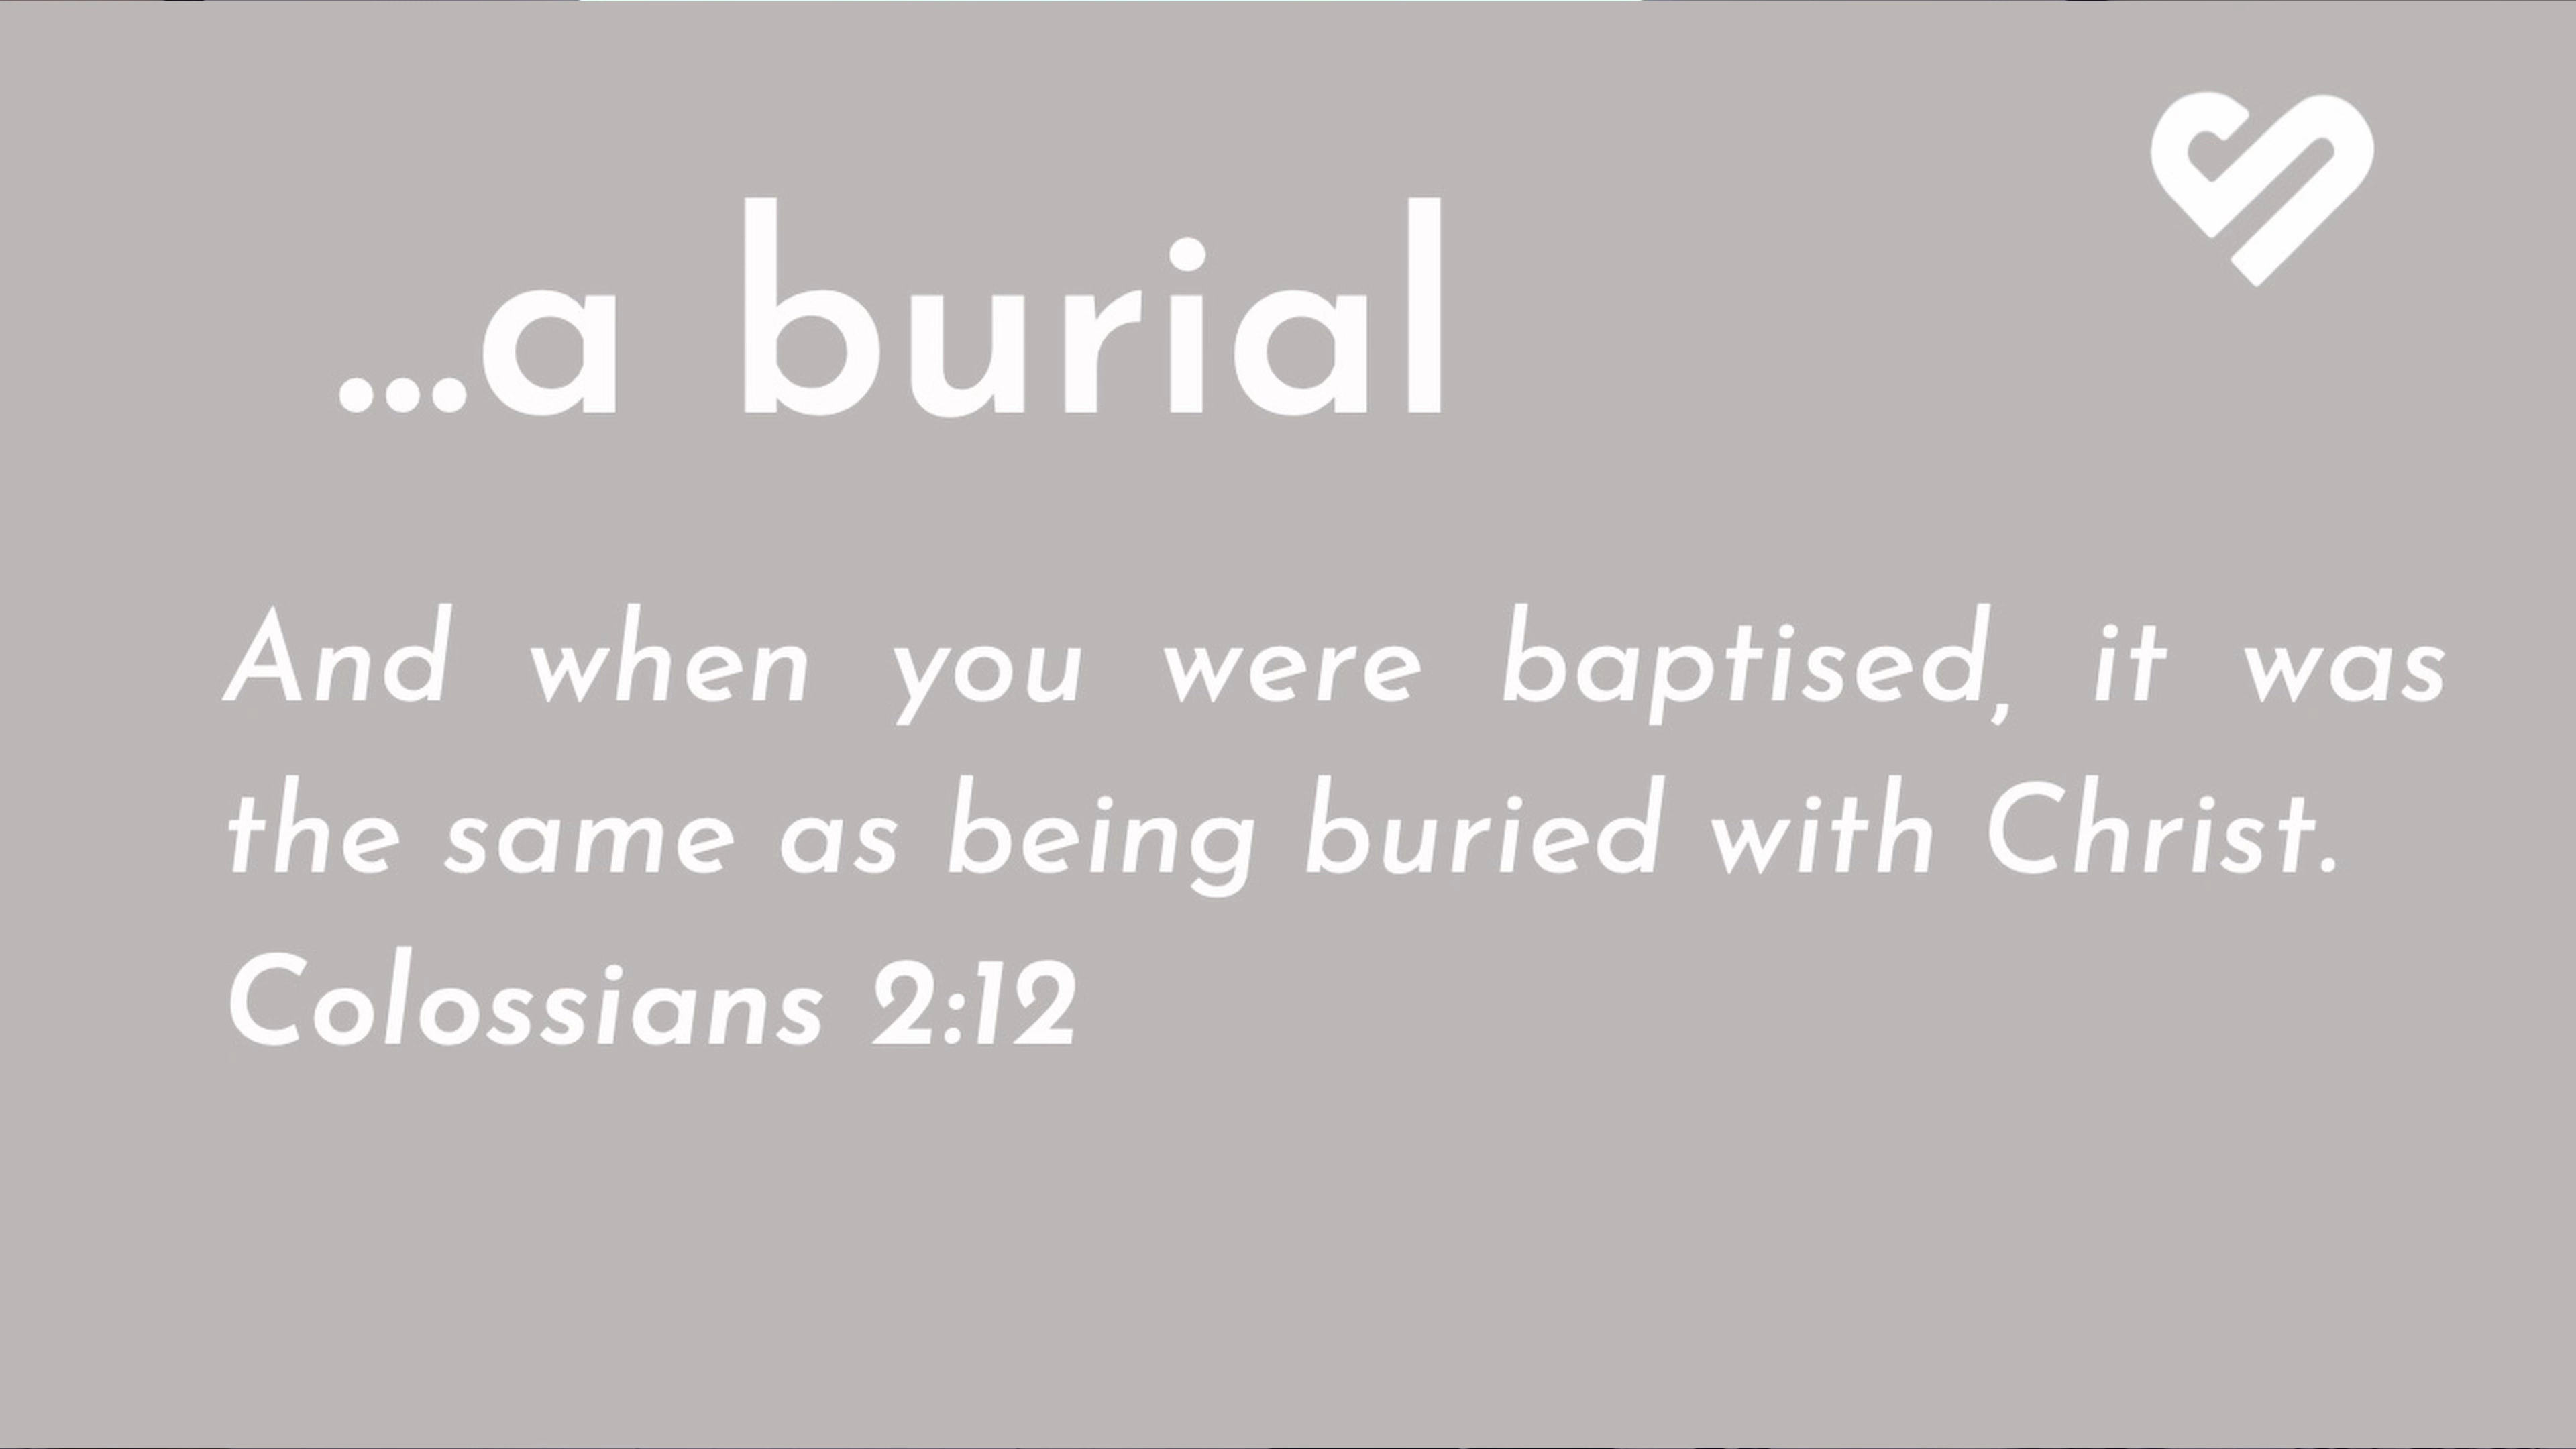 ...a burial
And when you were baptised, it was
the same as being buried with Christ.
Colossians 2:12